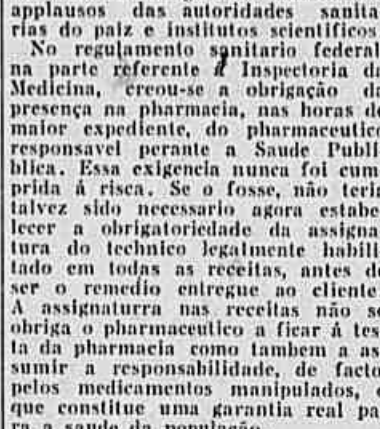 applausos das autoridades sanita-
rias do paiz e institutos scientificos
No regulamento sanitario federal
na parte referente á Inspectoria da
Medicina, creou-se a obrigação da
presença na pharmacia, nas horas de
maior expediente, do pharmaceutico
responsavel perante a Saude Publi-
blica. Essa exigencia nunca foi cum-
prida á risca. Se o fosse, não teria
talvez sido necessario agora estabe-
lecer a obrigatoriedade da assigna-
tura do technico legalmente habili-
tado em todas as receitas, antes de
ser o remedio entregue ao cliente.
A assignaturra nas receitas não só
obriga o pharmaceutico a ficar á tes-
ta da pharmacia como tambem a as-
sumir a responsabilidade, de facto,
pelos medicamentos manipulados, o
que constitue uma garantia real pa-
ra a saude da população